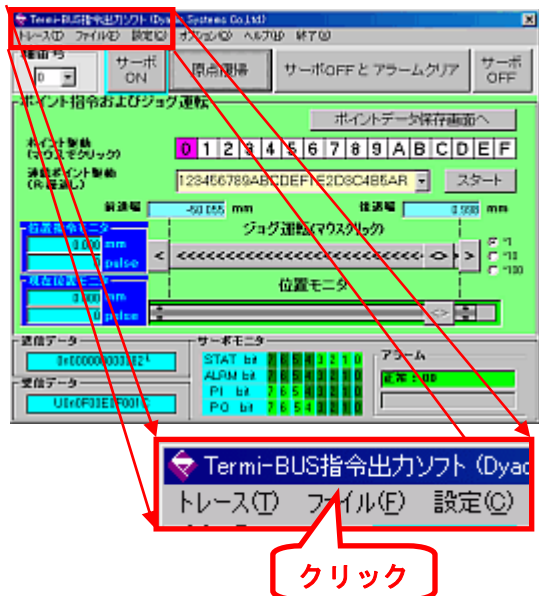 Termi-BUS指令出力ソフト (Dyadic Systems Co.,Ltd)
トレース(T) ファイル(F) 設定(C) オプション(O) ヘルプ(H) 終了(X)
軸番号
0
サーボ
ON
原点復帰
サーボOFFとアラームクリア
サーボ
OFF
ポイント指令およびジョグ運転
ポイントデータ保存画面へ
ポイント駆動
(マウスでクリック)
0 1 2 3 4 5 6 7 8 9 A B C D E F
連続ポイント駆動
(R:繰返し)
123456789ABCDEF1E2D3C4B5AR
スタート
前進端
mm
後進端
mm
位置指令モニタ
0.000 mm
0 pulse
ジョグ運転(マウスクリック)
<
<<<<<<<<<<<<<<<<<<<<<<<<<<<<<<
<>
>
*1
*10
*100
現在位置モニタ
0.000 mm
0 pulse
位置モニタ
<>
送信データ
受信データ
サーボモニタ
STAT bit 7 6 5 4 3 2 1 0
ALRM bit 7 6 5 4 3 2 1 0
PI bit 7 6 5 4 3 2 1 0
PO bit 7 6 5 4 3 2 1 0
アラーム
正常 : 00
Termi-BUS指令出力ソフト (Dyad
トレース(T) ファイル(F) 設定(C)
クリック